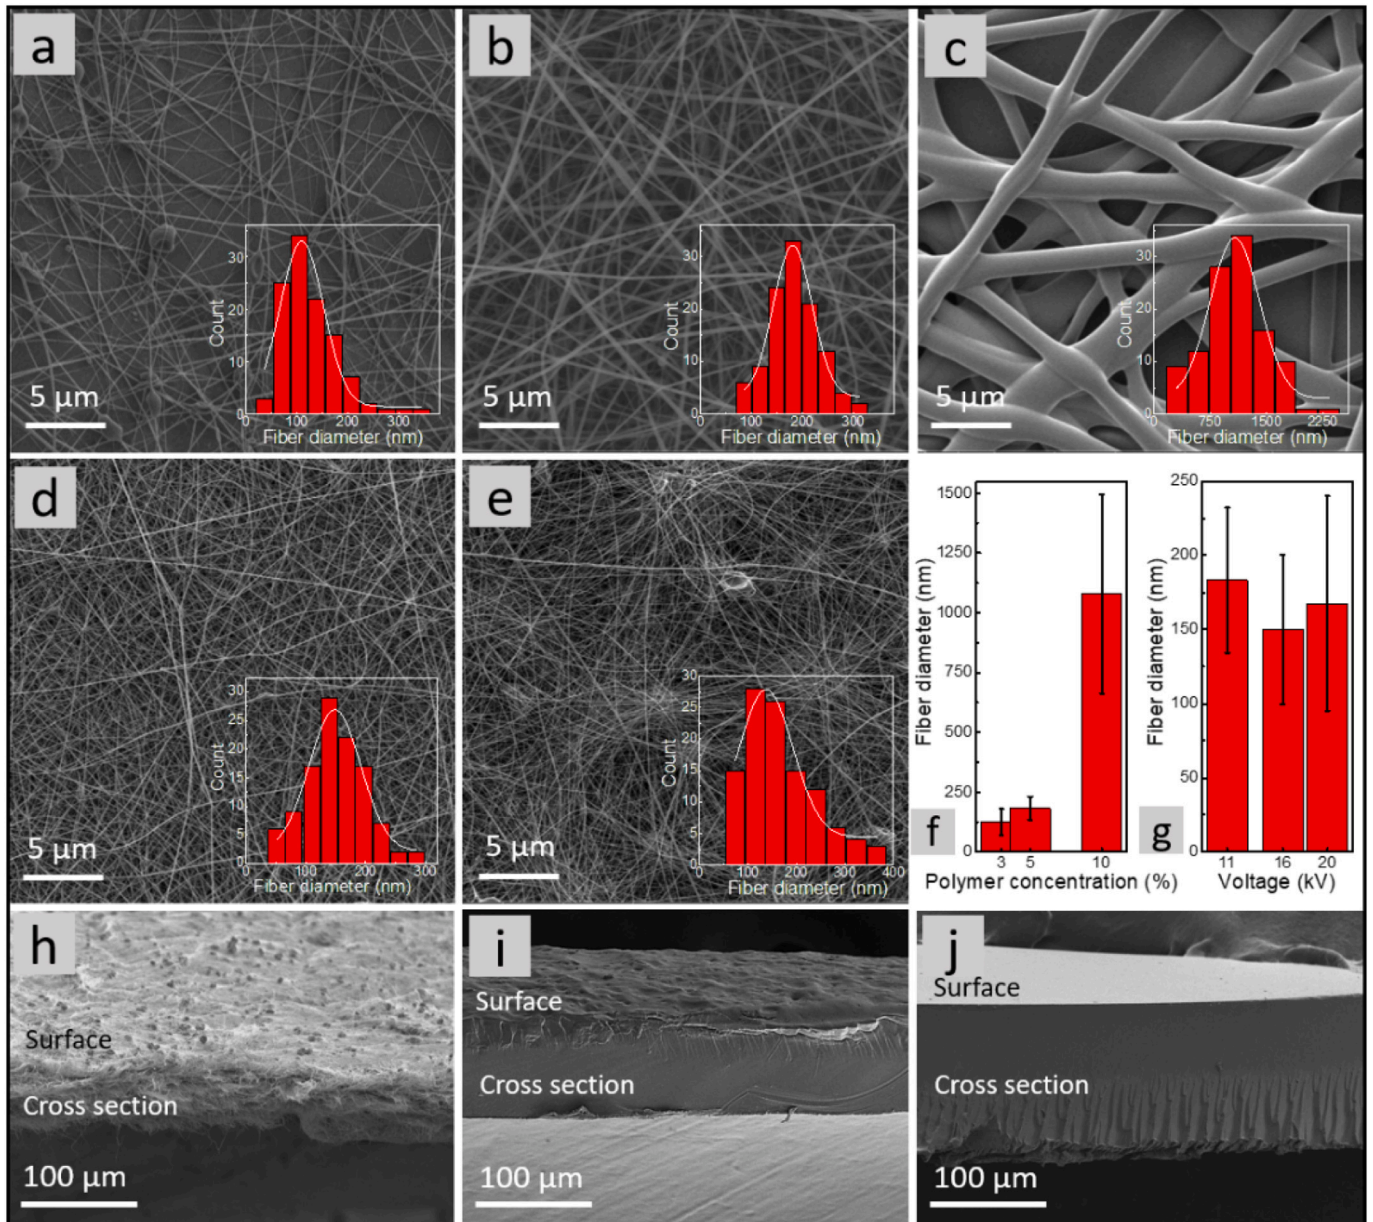 a
30
20
10
0
Count
0 100 200 300
Fiber diameter (nm)
5 μm
b
30
20
10
0
Count
0 100 200 300
Fiber diameter (nm)
5 μm
c
30
20
10
0
Count
0 750 1500 2250
Fiber diameter (nm)
5 μm
d
30
25
20
15
10
5
0
Count
0 100 200 300
Fiber diameter (nm)
5 μm
e
30
25
20
15
10
5
0
Count
0 100 200 300 400
Fiber diameter (nm)
5 μm
1500
1250
1000
750
500
250
0
Fiber diameter (nm)
f
3 5 10
Polymer concentration (%)
250
200
150
100
50
0
Fiber diameter (nm)
g
11 16 20
Voltage (kV)
h
Surface
Cross section
100 μm
i
Surface
Cross section
100 μm
j
Surface
Cross section
100 μm